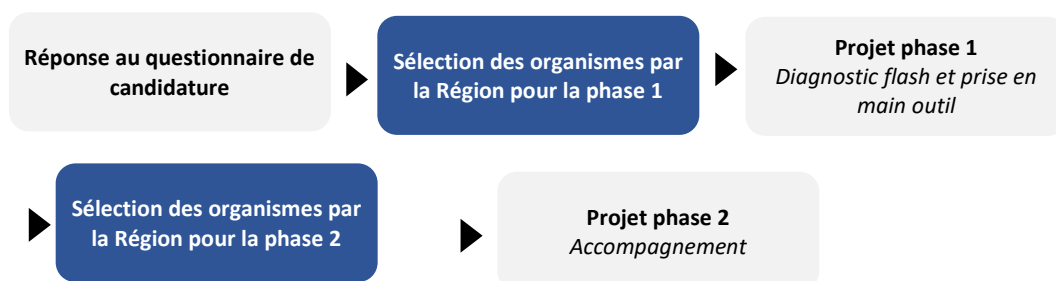 Réponse au questionnaire de
candidature
Sélection des organismes par
la Région pour la phase 1
Projet phase 1
Diagnostic flash et prise en
main outil
Sélection des organismes par
la Région pour la phase 2
Projet phase 2
Accompagnement